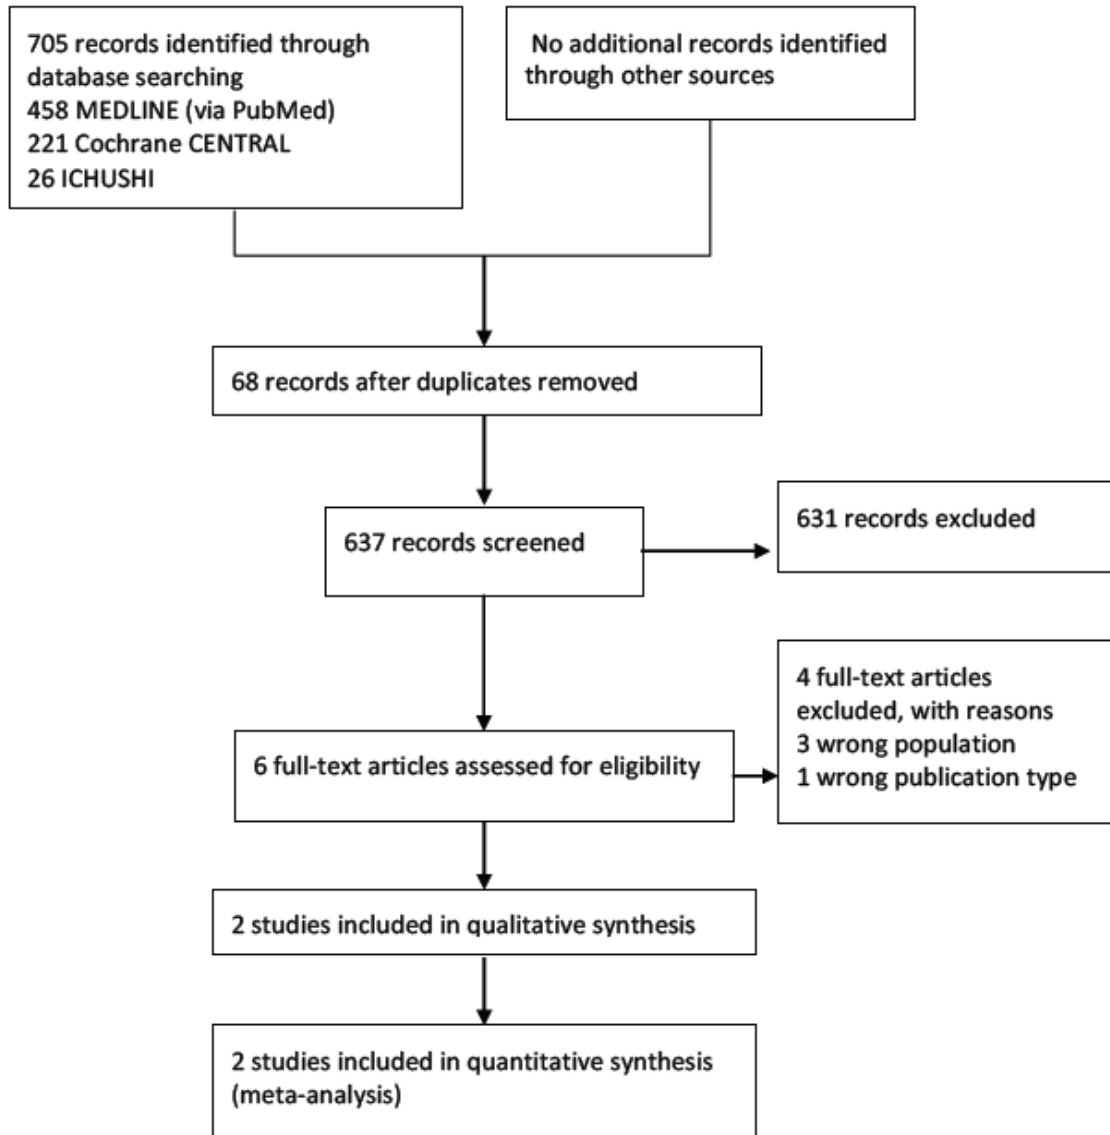 705 records identified through
database searching
458 MEDLINE (via PubMed)
221 Cochrane CENTRAL
26 ICHUSHI
No additional records identified
through other sources
68 records after duplicates removed
637 records screened
631 records excluded
6 full-text articles assessed for eligibility
4 full-text articles
excluded, with reasons
3 wrong population
1 wrong publication type
2 studies included in qualitative synthesis
2 studies included in quantitative synthesis
(meta-analysis)